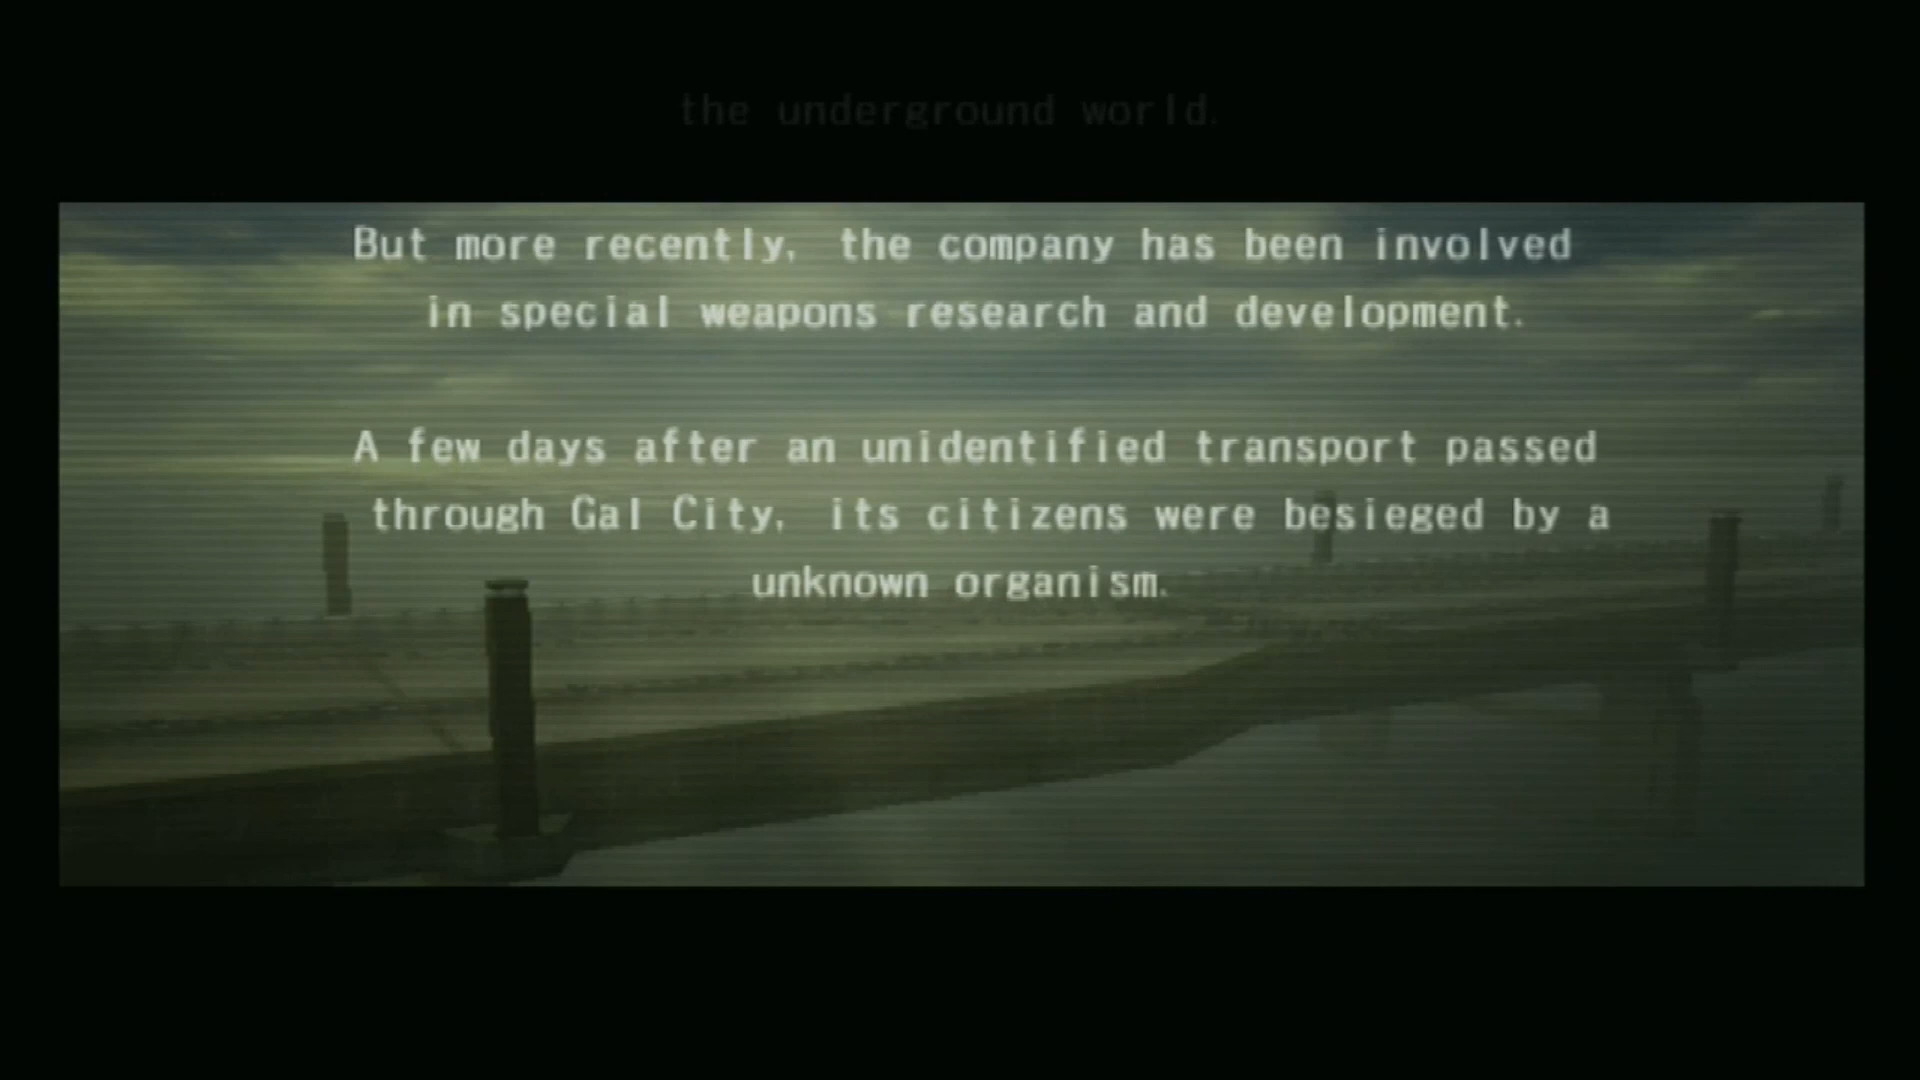 the underground world.
But more recently, the company has been involved
in special weapons research and development.
A few days after an unidentified transport passed
through Gal City, its citizens were besieged by a
unknown organism.